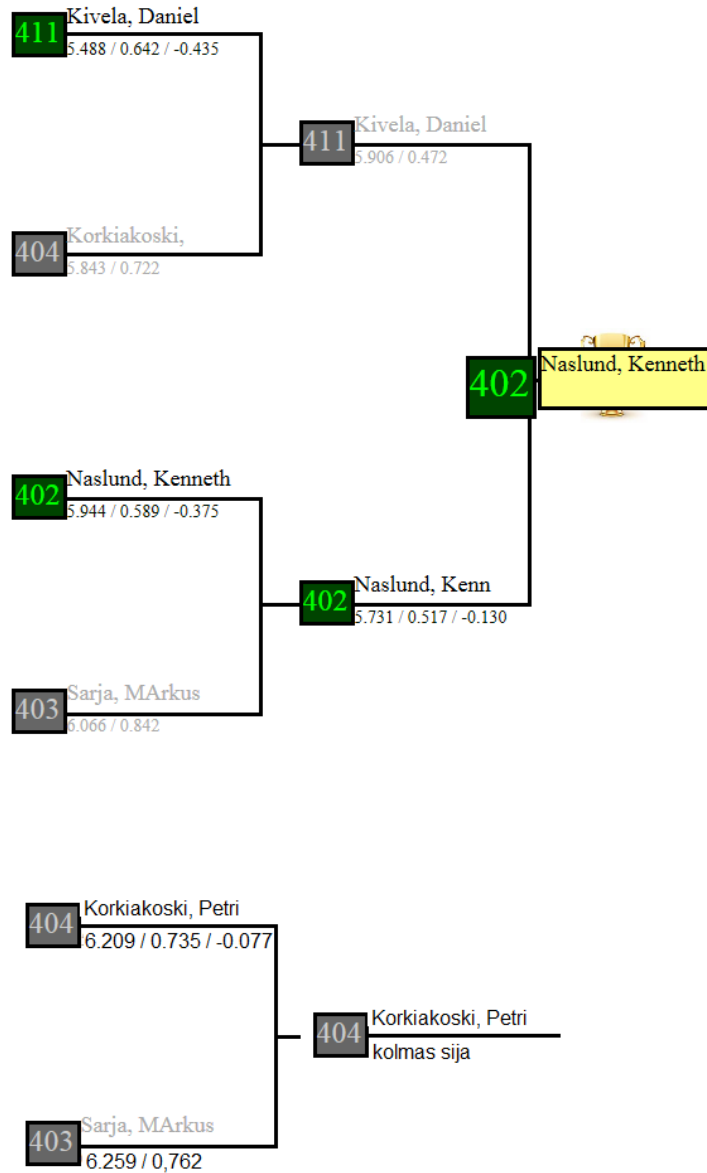 Kivela, Daniel
411
5.488 / 0.642 / -0.435
Kivela, Daniel
411
5.906 / 0.472
Korkiakoski,
404
5.843 / 0.722
Naslund, Kenneth
402
Naslund, Kenneth
402
5.944 / 0.589 / -0.375
Naslund, Kenn
402
5.731 / 0.517 / -0.130
Sarja, MArkus
403
6.066 / 0.842
Korkiakoski, Petri
404
6.209 / 0.735 / -0.077
Korkiakoski, Petri
404
kolmas sija
Sarja, MArkus
403
6.259 / 0,762